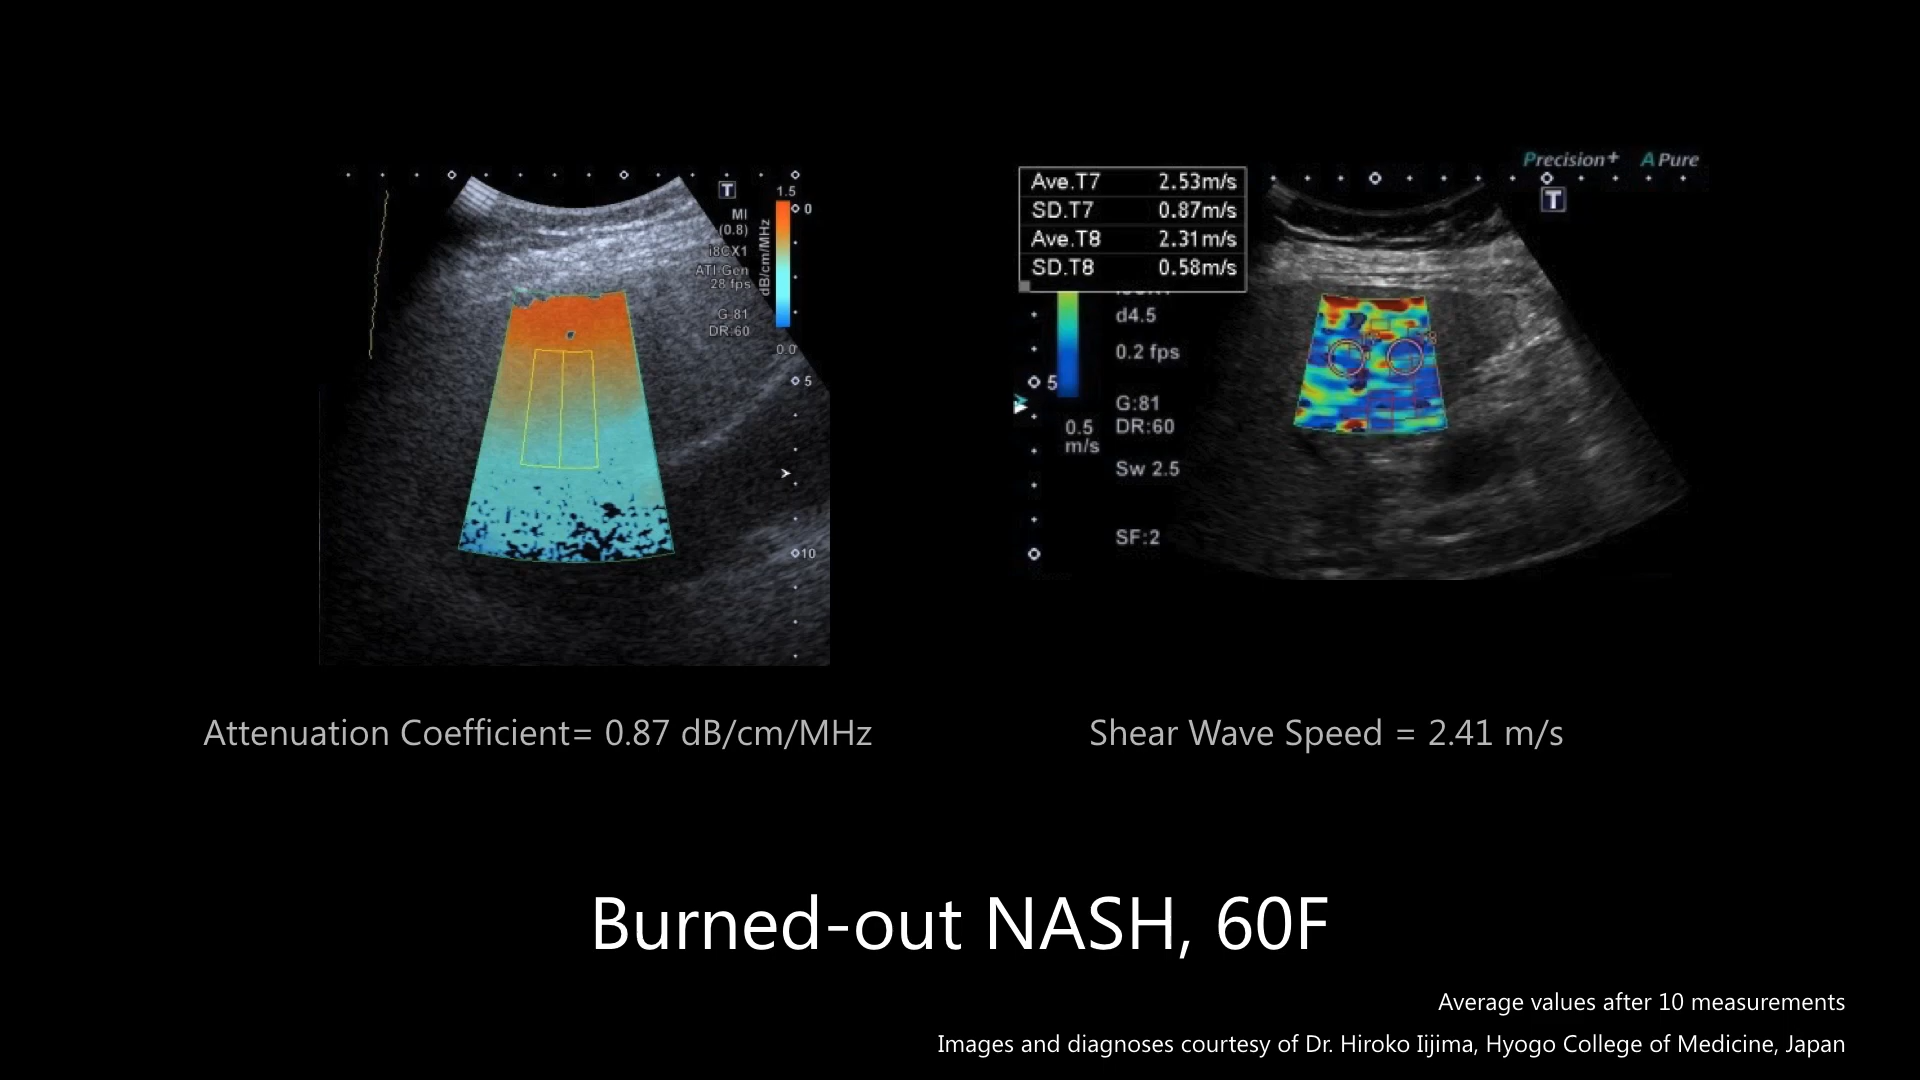 1.5
T
0
MI
(0.8)
i8CX1
ATI Gen
28 fps
dB/cm/MHz
G:81
DR:60
0.0
5
10
Precision+ A Pure
T
Ave.T7 2.53m/s
SD.T7 0.87m/s
Ave.T8 2.31m/s
SD.T8 0.58m/s
d4.5
0.2 fps
5
G:81
0.5 DR:60
m/s
Sw 2.5
SF:2
Attenuation Coefficient= 0.87 dB/cm/MHz
Shear Wave Speed = 2.41 m/s
Burned-out NASH, 60F
Average values after 10 measurements
Images and diagnoses courtesy of Dr. Hiroko Iijima, Hyogo College of Medicine, Japan